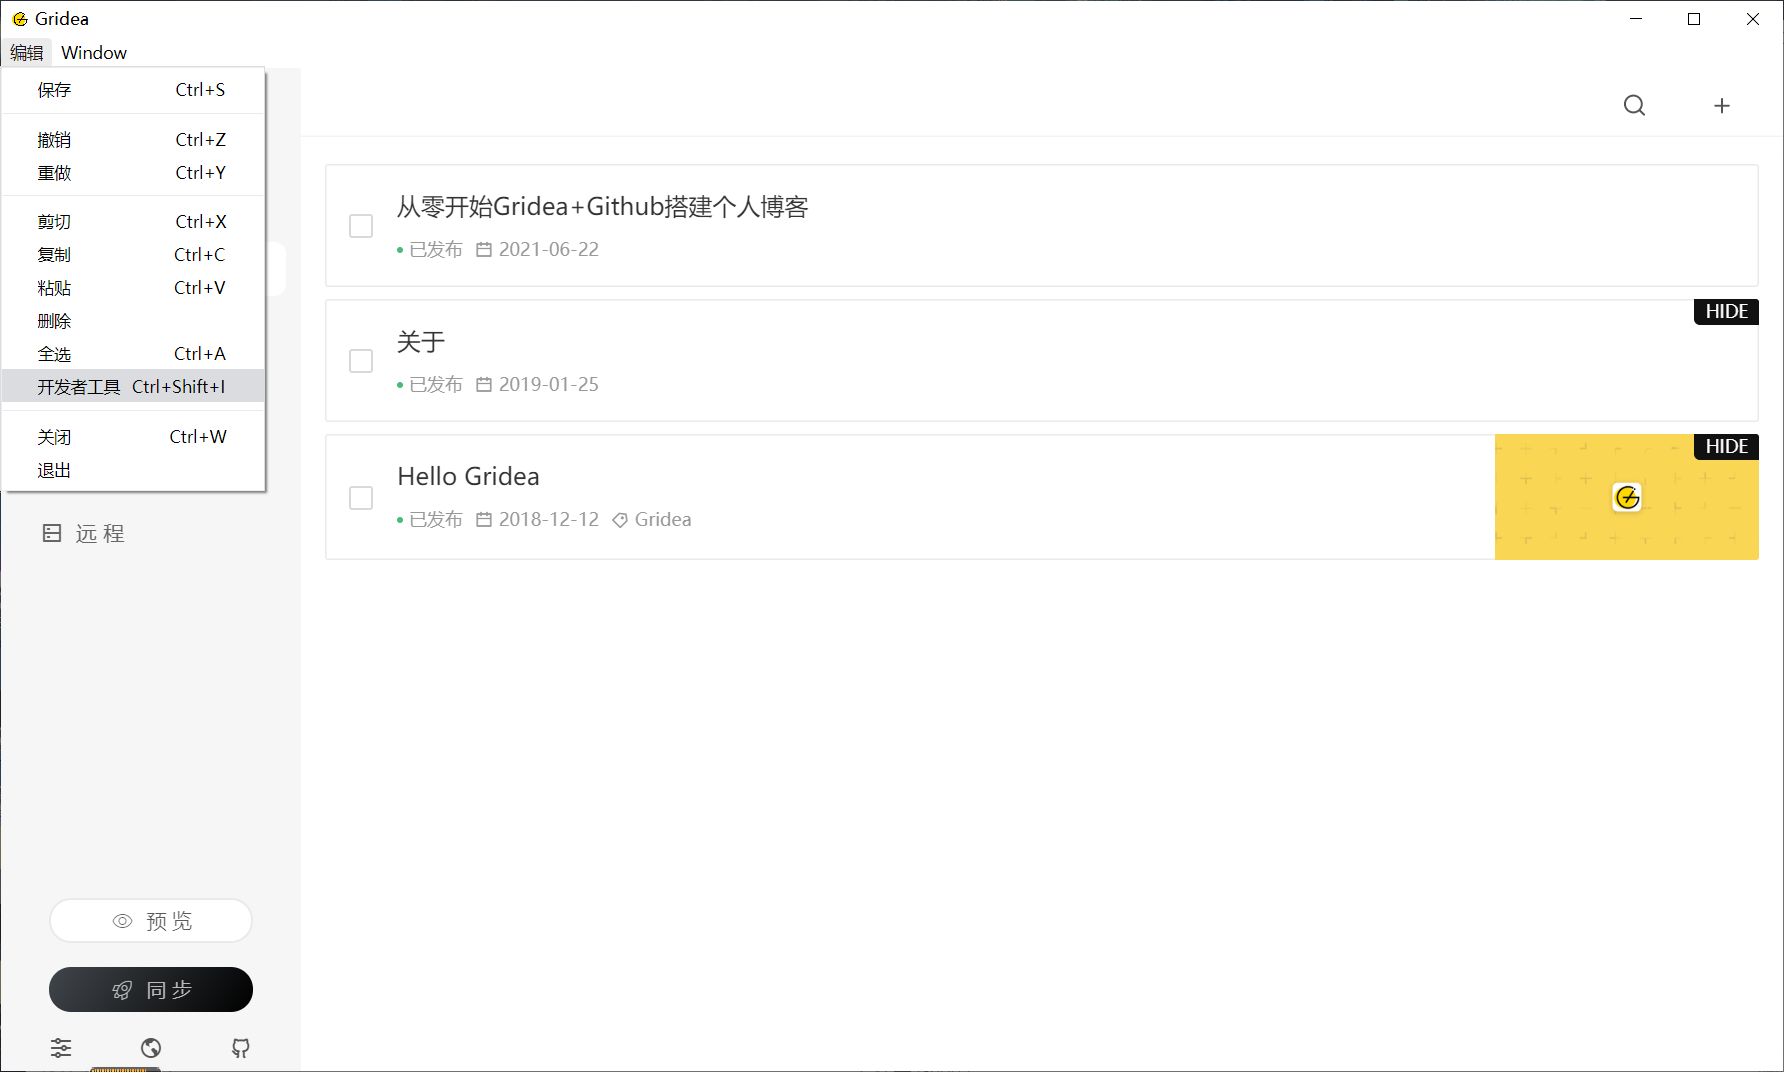 Gridea
编辑 Window
保存 Ctrl+S
撤销 Ctrl+Z
重做 Ctrl+Y
剪切 Ctrl+X
复制 Ctrl+C
粘贴 Ctrl+V
删除
全选 Ctrl+A
开发者工具 Ctrl+Shift+I
关闭 Ctrl+W
退出
远程
预览
同步
从零开始Gridea+Github搭建个人博客
已发布 2021-06-22
HIDE
关于
已发布 2019-01-25
HIDE
Hello Gridea
已发布 2018-12-12 Gridea